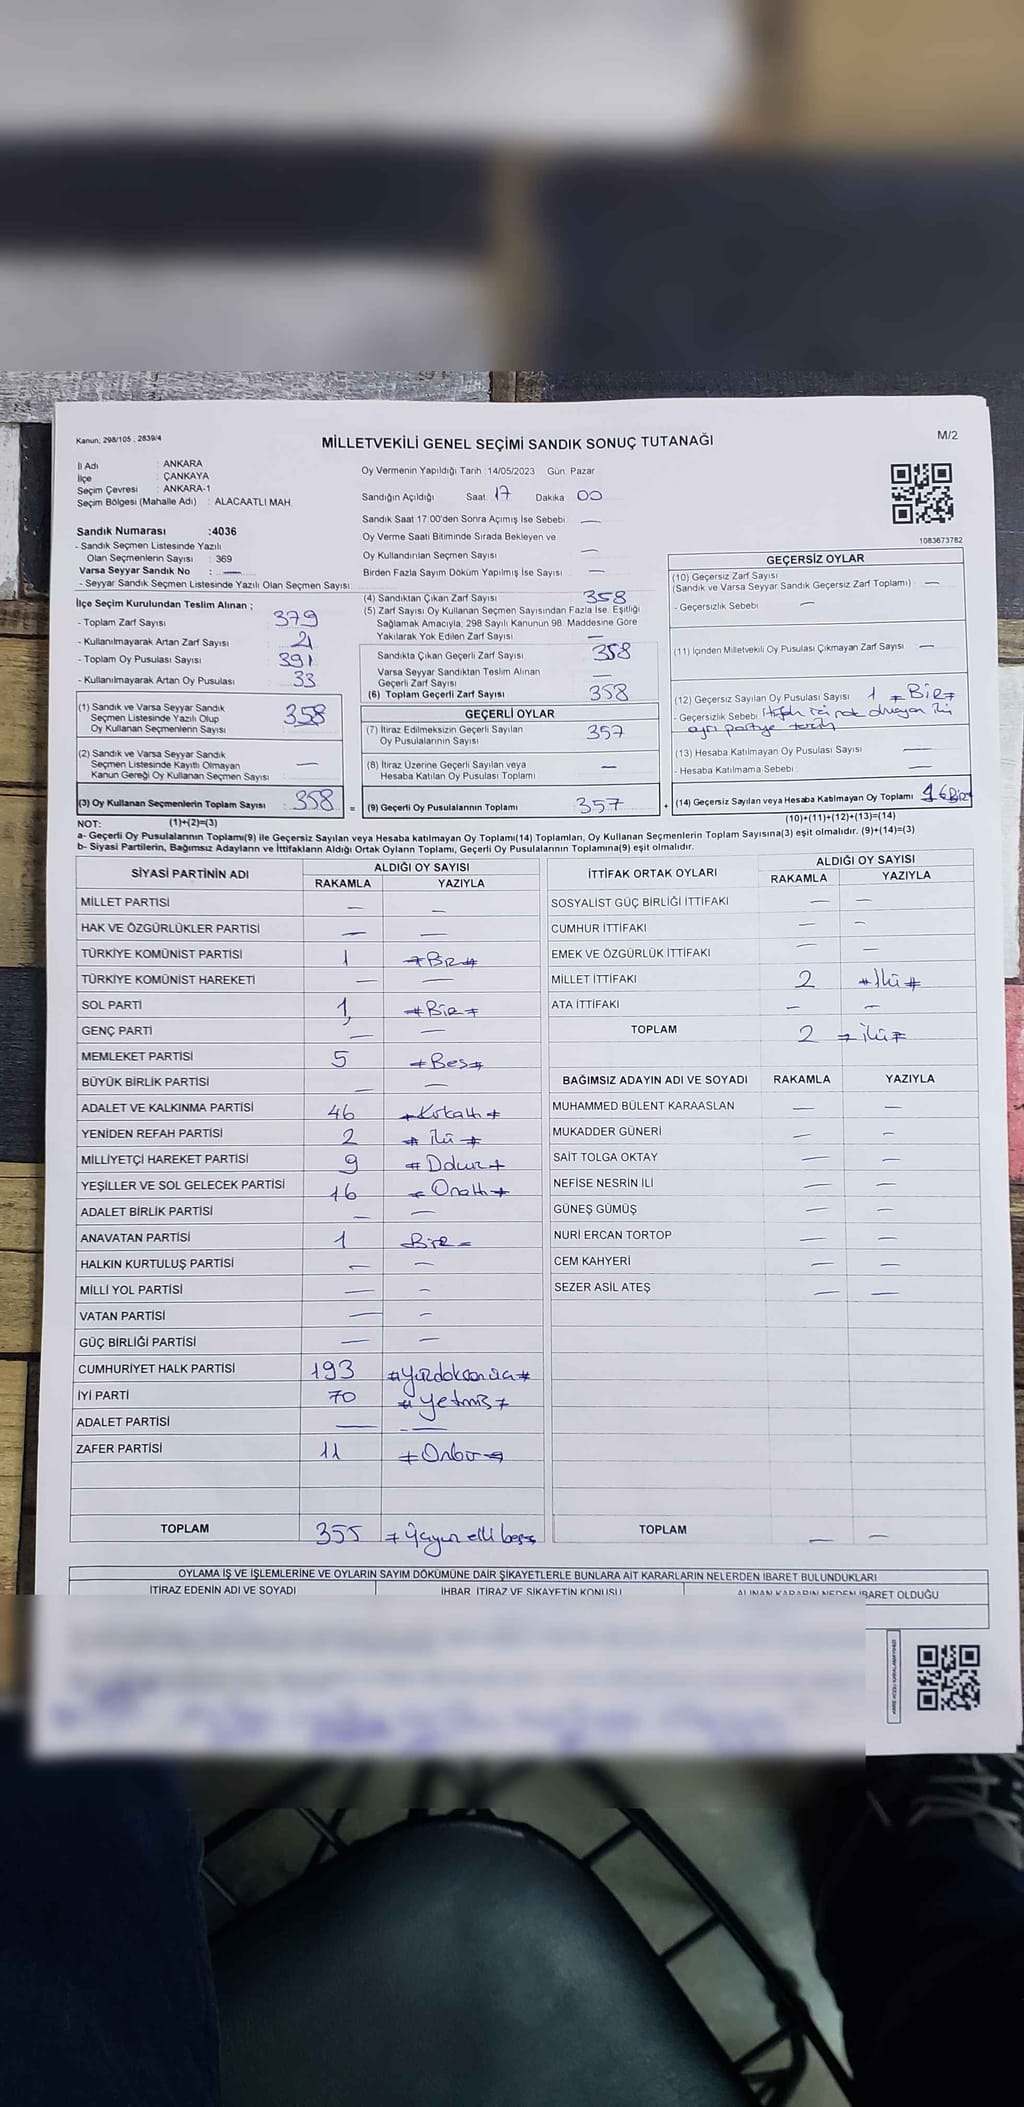 Kanun; 298/105 , 2839/4
MİLLETVEKİLİ GENEL SEÇİMİ SANDIK SONUÇ TUTANAĞI
M/2
İl Adı : ANKARA
İlçe : ÇANKAYA
Seçim Çevresi : ANKARA-1
Seçim Bölgesi (Mahalle Adı) : ALACAATLI MAH
Sandık Numarası :4036
- Sandık Seçmen Listesinde Yazılı
Olan Seçmenlerin Sayısı : 369
Varsa Seyyar Sandık No : —
- Seyyar Sandık Seçmen Listesinde Yazılı Olan Seçmen Sayısı:
Oy Vermenin Yapıldığı Tarih :14/05/2023 Gün: Pazar
Sandığın Açıldığı Saat 17 Dakika 00
Sandık Saat 17:00'den Sonra Açımış İse Sebebi —
Oy Verme Saati Bitiminde Sırada Bekleyen ve
Oy Kullandırılan Seçmen Sayısı —
Birden Fazla Sayım Döküm Yapılmış İse Sayısı —
1083673782
İlçe Seçim Kurulundan Teslim Alınan ;
- Toplam Zarf Sayısı 379
- Kullanılmayarak Artan Zarf Sayısı 21
- Toplam Oy Pusulası Sayısı 391
- Kullanılmayarak Artan Oy Pusulası 33
(1) Sandık ve Varsa Seyyar Sandık
Seçmen Listesinde Yazılı Olup
Oy Kullanan Seçmenlerin Sayısı 358
(2) Sandık ve Varsa Seyyar Sandık
Seçmen Listesinde Kayıtlı Olmayan
Kanun Gereği Oy Kullanan Seçmen Sayısı : —
(3) Oy Kullanan Seçmenlerin Toplam Sayısı : 358 =
(4) Sandıktan Çıkan Zarf Sayısı 358
(5) Zarf Sayısı Oy Kullanan Seçmen Sayısından Fazla İse, Eşitliği
Sağlamak Amacıyla, 298 Sayılı Kanunun 98. Maddesine Göre
Yakılarak Yok Edilen Zarf Sayısı —
Sandıkta Çıkan Geçerli Zarf Sayısı 358
Varsa Seyyar Sandıktan Teslim Alınan
Geçerli Zarf Sayısı —
(6) Toplam Geçerli Zarf Sayısı 358
GEÇERLİ OYLAR
(7) İtiraz Edilmeksizin Geçerli Sayılan
Oy Pusulalarının Sayısı 357
(8) İtiraz Üzerine Geçerli Sayılan veya
Hesaba Katılan Oy Pusulası Toplamı —
(9) Geçerli Oy Pusulalarının Toplamı 357 +
GEÇERSİZ OYLAR
(10) Geçersiz Zarf Sayısı
(Sandık ve Varsa Seyyar Sandık Geçersiz Zarf Toplamı) —
- Geçersizlik Sebebi —
(11) İçinden Milletvekili Oy Pusulası Çıkmayan Zarf Sayısı —
(12) Geçersiz Sayılan Oy Pusulası Sayısı 1 #Bir#
- Geçersizlik Sebebi iki
ayrı partiye tercih
(13) Hesaba Katılmayan Oy Pusulası Sayısı —
- Hesaba Katılmama Sebebi : —
(14) Geçersiz Sayılan veya Hesaba Katılmayan Oy Toplamı 1 #Bir#
NOT: (1)+(2)=(3)
(10)+(11)+(12)+(13)=(14)
a- Geçerli Oy Pusulalarının Toplamı(9) ile Geçersiz Sayılan veya Hesaba katılmayan Oy Toplamı(14) Toplamları, Oy Kullanan Seçmenlerin Toplam Sayısına(3) eşit olmalıdır. (9)+(14)=(3)
b- Siyasi Partilerin, Bağımsız Adayların ve İttifakların Aldığı Ortak Oyların Toplamı, Geçerli Oy Pusulalarının Toplamına(9) eşit olmalıdır.
SİYASİ PARTİNİN ADI ALDIĞI OY SAYISI
RAKAMLA YAZIYLA
MİLLET PARTİSİ — —
HAK VE ÖZGÜRLÜKLER PARTİSİ — —
TÜRKİYE KOMÜNİST PARTİSİ 1 #Bir#
TÜRKİYE KOMÜNİST HAREKETİ — —
SOL PARTİ 1 #Bir#
GENÇ PARTİ — —
MEMLEKET PARTİSİ 5 #Beş#
BÜYÜK BİRLİK PARTİSİ — —
ADALET VE KALKINMA PARTİSİ 46 #Kırkaltı#
YENİDEN REFAH PARTİSİ 2 #İki#
MİLLİYETÇİ HAREKET PARTİSİ 9 #Dokuz#
YEŞİLLER VE SOL GELECEK PARTİSİ 16 #Onaltı#
ADALET BİRLİK PARTİSİ — —
ANAVATAN PARTİSİ 1 Bir
HALKIN KURTULUŞ PARTİSİ — —
MİLLİ YOL PARTİSİ — —
VATAN PARTİSİ — —
GÜÇ BİRLİĞİ PARTİSİ — —
CUMHURİYET HALK PARTİSİ 193 #Yüzdoksanüç#
İYİ PARTİ 70 #Yetmiş#
ADALET PARTİSİ — —
ZAFER PARTİSİ 11 #Onbir#
TOPLAM 355 #Üçyüz elli beş#
İTTİFAK ORTAK OYLARI ALDIĞI OY SAYISI
RAKAMLA YAZIYLA
SOSYALİST GÜÇ BİRLİĞİ İTTİFAKI — —
CUMHUR İTTİFAKI — —
EMEK VE ÖZGÜRLÜK İTTİFAKI — —
MİLLET İTTİFAKI 2 #İki#
ATA İTTİFAKI — —
TOPLAM 2 #İki#
BAĞIMSIZ ADAYIN ADI VE SOYADI RAKAMLA YAZIYLA
MUHAMMED BÜLENT KARAASLAN — —
MUKADDER GÜNERİ — —
SAİT TOLGA OKTAY — —
NEFİSE NESRİN İLİ — —
GÜNEŞ GÜMÜŞ — —
NURİ ERCAN TORTOP — —
CEM KAHYERİ — —
SEZER ASİL ATEŞ — —
TOPLAM — —
OYLAMA İŞ VE İŞLEMLERİNE VE OYLARIN SAYIM DÖKÜMÜNE DAİR ŞİKAYETLERLE BUNLARA AİT KARARLARIN NELERDEN İBARET BULUNDUKLARI
İTİRAZ EDENİN ADI VE SOYADI İHBAR, İTİRAZ VE ŞİKAYETİN KONUSU ALINAN KARARIN NEDEN İBARET OLDUĞU